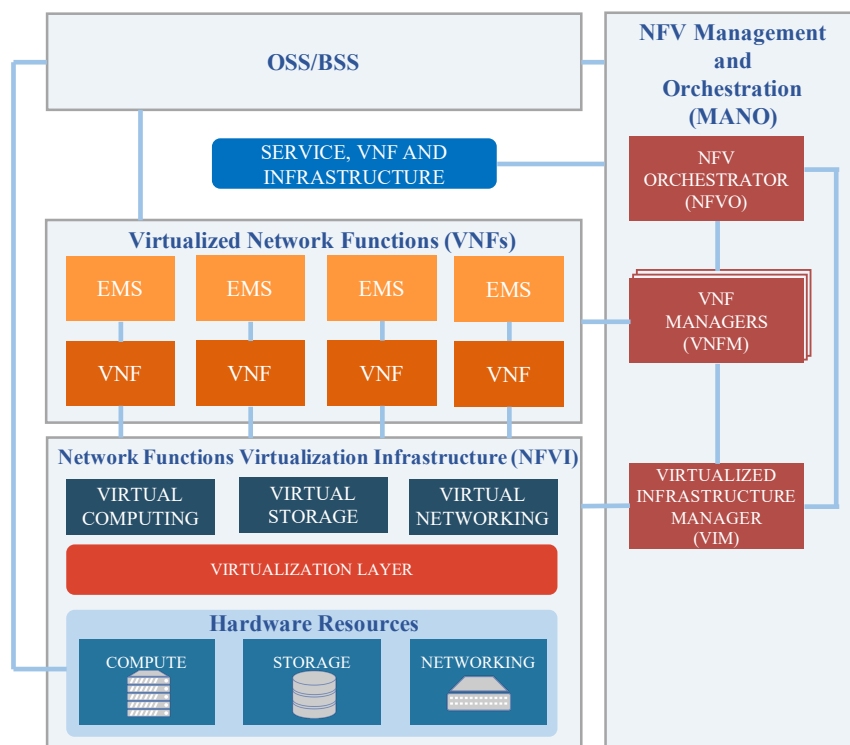 OSS/BSS
NFV Management
and
Orchestration
(MANO)
SERVICE, VNF AND
INFRASTRUCTURE
NFV
ORCHESTRATOR
(NFVO)
Virtualized Network Functions (VNFs)
EMS
EMS
EMS
EMS
VNF
VNF
VNF
VNF
VNF
MANAGERS
(VNFM)
Network Functions Virtualization Infrastructure (NFVI)
VIRTUAL
COMPUTING
VIRTUAL
STORAGE
VIRTUAL
NETWORKING
VIRTUALIZED
INFRASTRUCTURE
MANAGER
(VIM)
VIRTUALIZATION LAYER
Hardware Resources
COMPUTE
STORAGE
NETWORKING